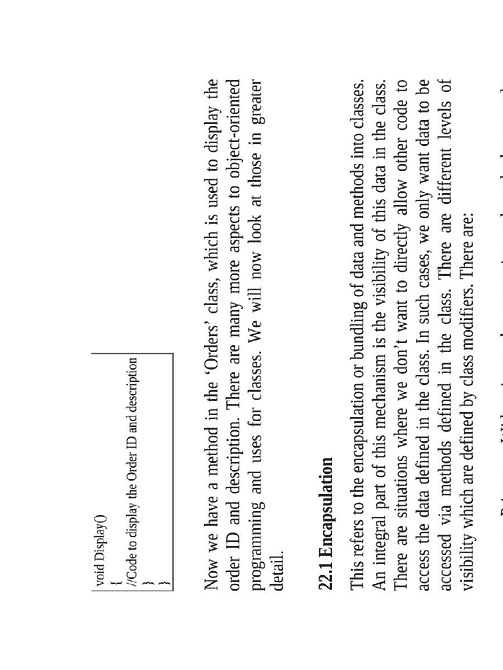 void Display()
{
//Code to display the Order ID and description
}
}
Now we have a method in the ‘Orders’ class, which is used to display the
order ID and description. There are many more aspects to object-oriented
programming and uses for classes. We will now look at those in greater
detail.
22.1 Encapsulation
This refers to the encapsulation or bundling of data and methods into classes.
An integral part of this mechanism is the visibility of this data in the class.
There are situations where we don’t want to directly allow other code to
access the data defined in the class. In such cases, we only want data to be
accessed via methods defined in the class. There are different levels of
visibility which are defined by class modifiers. There are: